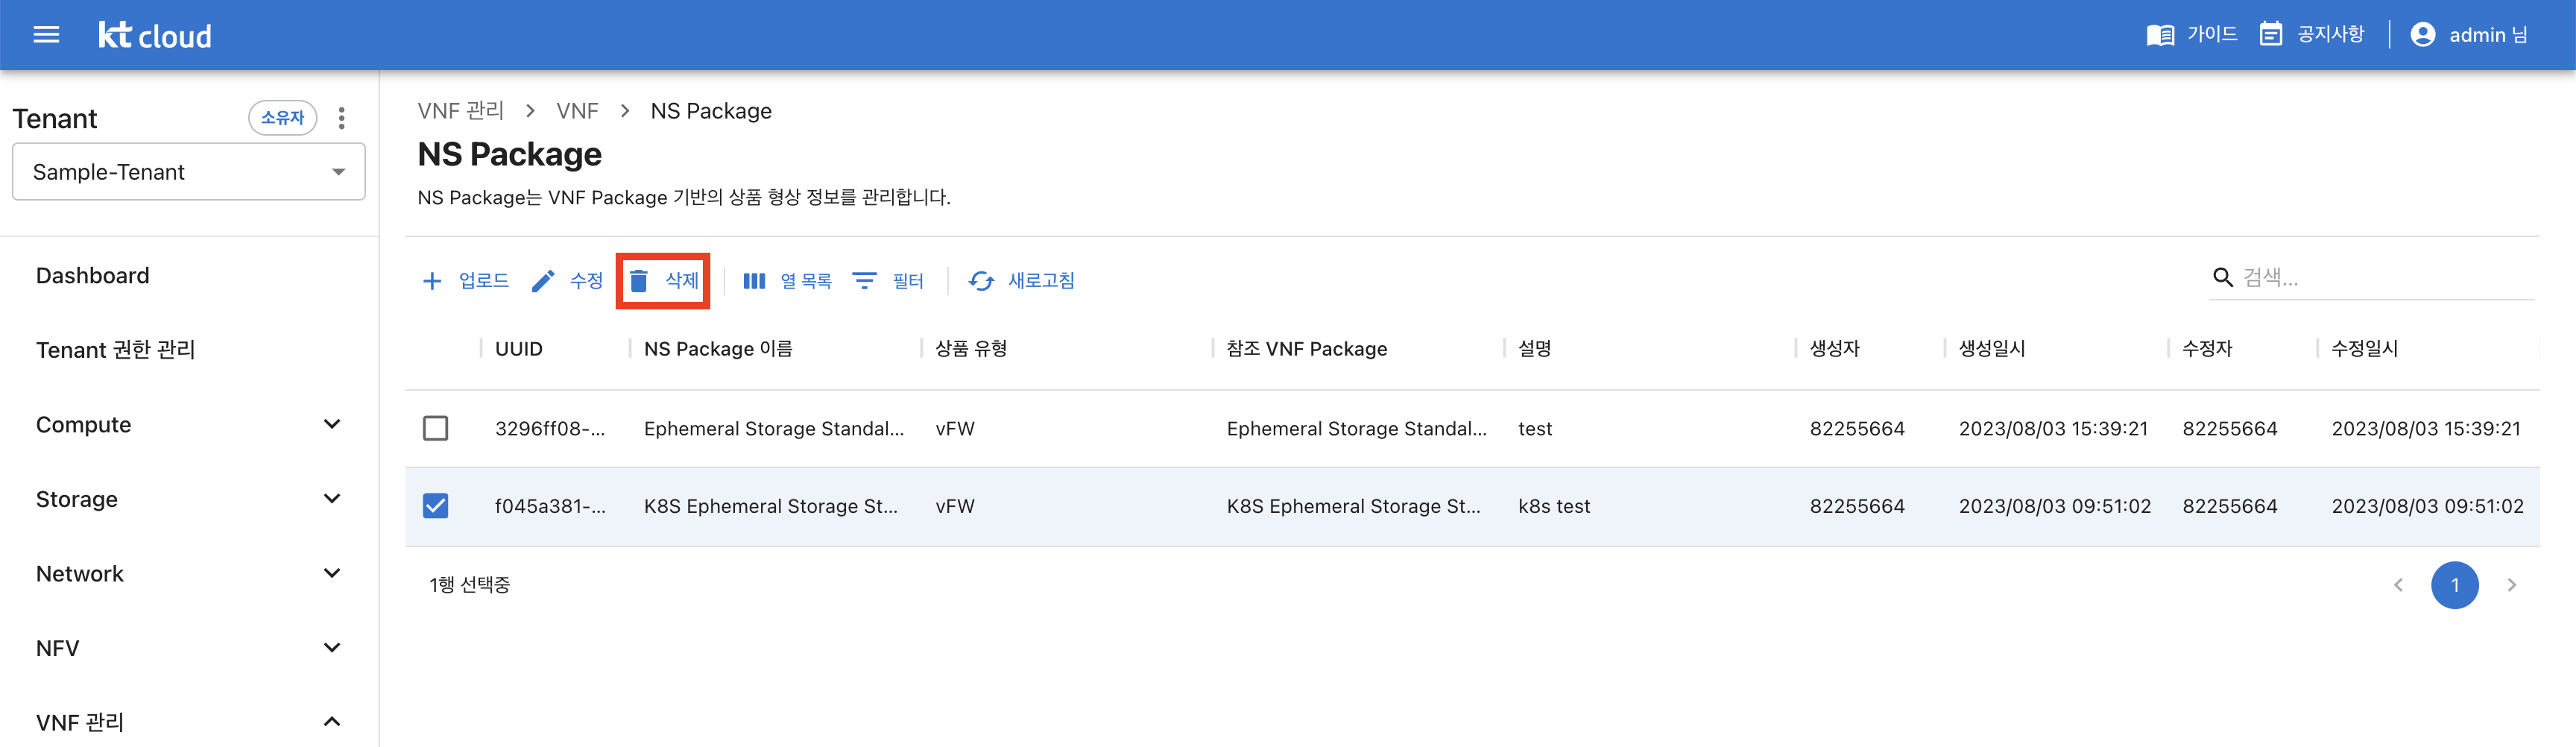 kt cloud
가이드
공지사항
admin 님
Tenant
소유자
Sample-Tenant
Dashboard
Tenant 권한 관리
Compute
Storage
Network
NFV
VNF 관리
VNF 관리 > VNF > NS Package
NS Package
NS Package는 VNF Package 기반의 상품 형상 정보를 관리합니다.
업로드 수정 삭제 열 목록 필터 새로고침 검색...
UUID NS Package 이름 상품 유형 참조 VNF Package 설명 생성자 생성일시 수정자 수정일시
3296ff08-... Ephemeral Storage Standal... vFW Ephemeral Storage Standal... test 82255664 2023/08/03 15:39:21 82255664 2023/08/03 15:39:21
f045a381-... K8S Ephemeral Storage St... vFW K8S Ephemeral Storage St... k8s test 82255664 2023/08/03 09:51:02 82255664 2023/08/03 09:51:02
1행 선택중
1